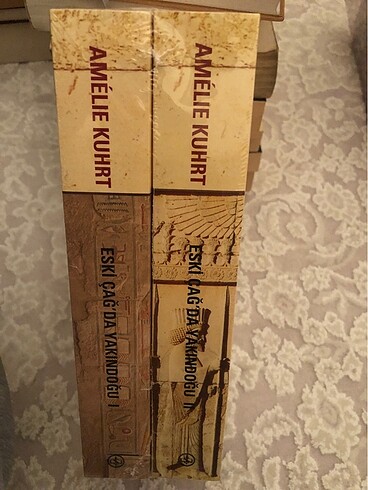 AMÉLIE KUHRT
ESKİ ÇAĞ'DA YAKINDOĞU I
AMÉLIE KUHRT
ESKİ ÇAĞ'DA YAKINDOĞU II